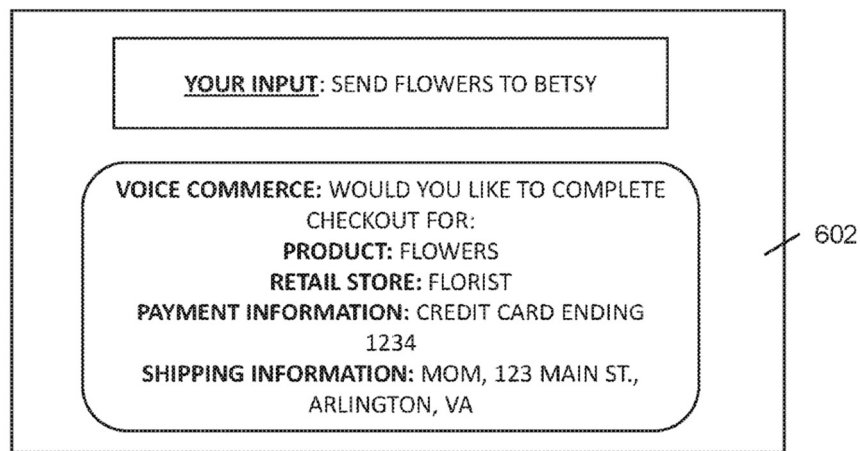 YOUR INPUT: SEND FLOWERS TO BETSY
VOICE COMMERCE: WOULD YOU LIKE TO COMPLETE
CHECKOUT FOR:
PRODUCT: FLOWERS
RETAIL STORE: FLORIST
PAYMENT INFORMATION: CREDIT CARD ENDING
1234
SHIPPING INFORMATION: MOM, 123 MAIN ST.,
ARLINGTON, VA
602